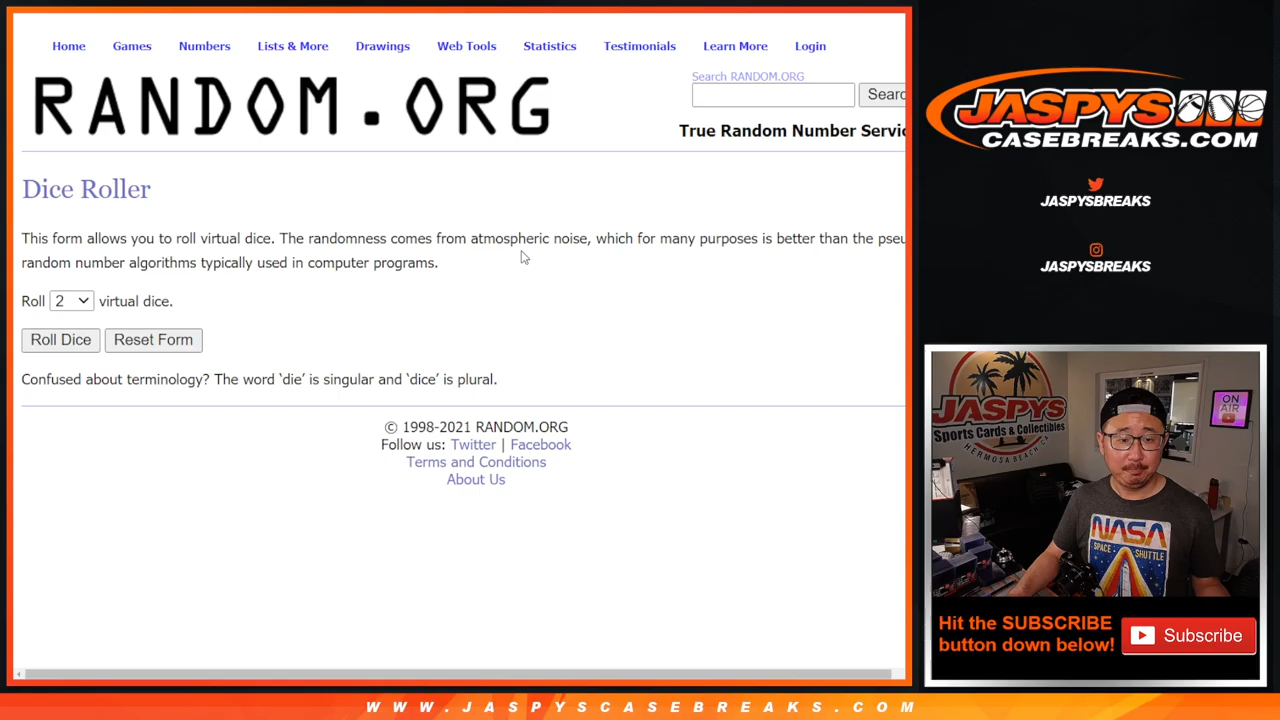 Home Games Numbers Lists & More Drawings Web Tools Statistics Testimonials Learn More Login
RANDOM.ORG
Search RANDOM.ORG
Searc
True Random Number Servic
Dice Roller
This form allows you to roll virtual dice. The randomness comes from atmospheric noise, which for many purposes is better than the pseu
random number algorithms typically used in computer programs.
Roll 2 virtual dice.
Roll Dice Reset Form
Confused about terminology? The word ‘die’ is singular and ‘dice’ is plural.
© 1998-2021 RANDOM.ORG
Follow us: Twitter | Facebook
Terms and Conditions
About Us
JASPYS
CASEBREAKS.COM
JASPYSBREAKS
JASPYSBREAKS
JASPYS
Sports Cards & Collectibles
HERMOSA BEACH CA
ON AIR
NASA
SPACE SHUTTLE
Hit the SUBSCRIBE
button down below!
Subscribe
WWW.JASPYSCASEBREAKS.COM